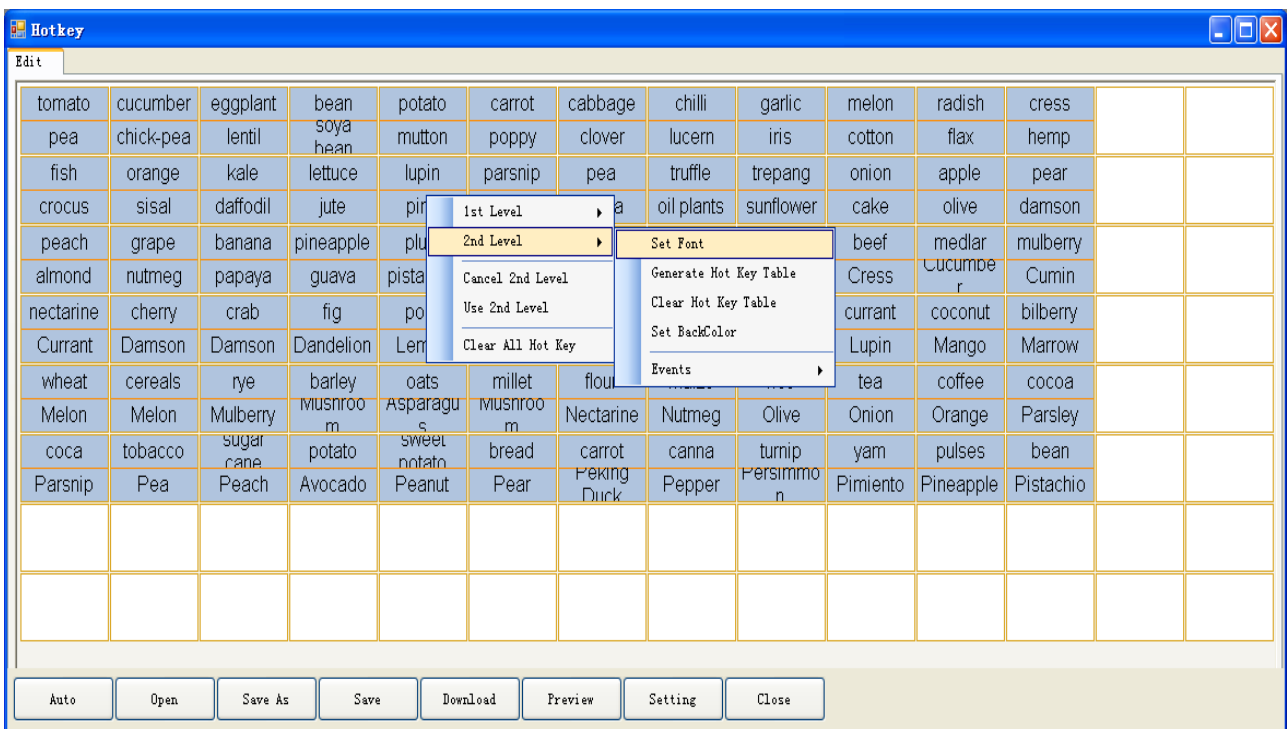 Hotkey
Edit
tomato cucumber eggplant bean potato carrot cabbage chilli garlic melon radish cress
pea chick-pea lentil soya bean mutton poppy clover lucern iris cotton flax hemp
fish orange kale lettuce lupin parsnip pea truffle trepang onion apple pear
crocus sisal daffodil jute oil plants sunflower cake olive damson
1st Level
peach grape banana pineapple beef medlar mulberry
2nd Level Set Font
almond nutmeg papaya guava Cress Cucumber Cumin
Cancel 2nd Level Generate Hot Key Table
nectarine cherry crab fig currant coconut bilberry
Use 2nd Level Clear Hot Key Table
Set BackColor
Currant Damson Damson Dandelion Lupin Mango Marrow
Clear All Hot Key
Events
wheat cereals rye barley oats millet flour tea coffee cocoa
Melon Melon Mulberry Mushroom Asparagus Mushroom Nectarine Nutmeg Olive Onion Orange Parsley
coca tobacco sugar cane potato sweet potato bread carrot canna turnip yam pulses bean
Parsnip Pea Peach Avocado Peanut Pear Peking Duck Pepper Persimmon Pimiento Pineapple Pistachio
Auto Open Save As Save Download Preview Setting Close